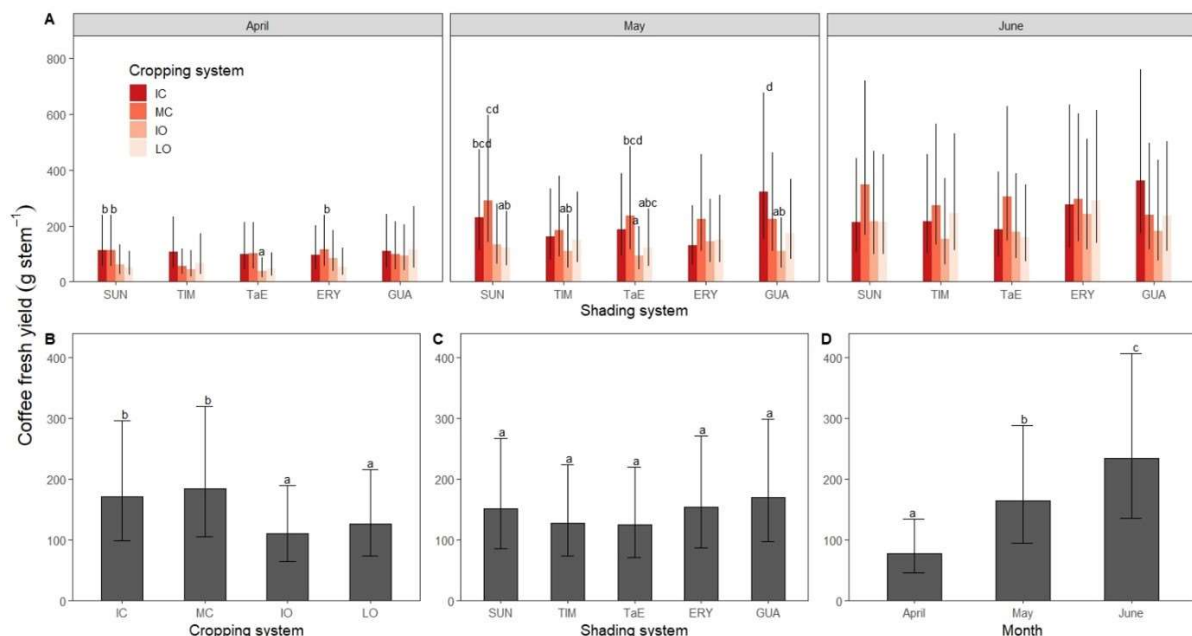 A
April
May
June
Coffee fresh yield (g stem⁻¹)
800
600
400
200
0
Cropping system
IC
MC
IO
LO
b b
a
b
bcd
cd
ab
bcd
a
abc
d
ab
SUN TIM TaE ERY GUA
SUN TIM TaE ERY GUA
SUN TIM TaE ERY GUA
Shading system
B
400
300
200
100
0
b b a a
IC MC IO LO
Cropping system
C
400
300
200
100
0
a a a a a
SUN TIM TaE ERY GUA
Shading system
D
400
300
200
100
0
a b c
April May June
Month